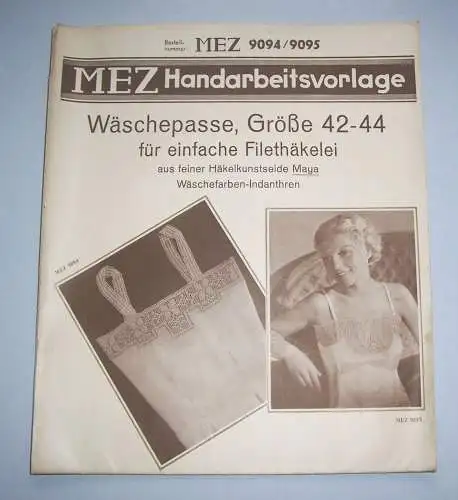 Bestell-
nummer MEZ 9094/9095
MEZ Handarbeitsvorlage
Wäschepasse, Größe 42-44
für einfache Filethäkelei
aus feiner Häkelkunstseide Maya
Wäschefarben-Indanthren
MEZ 9094
MEZ 9095